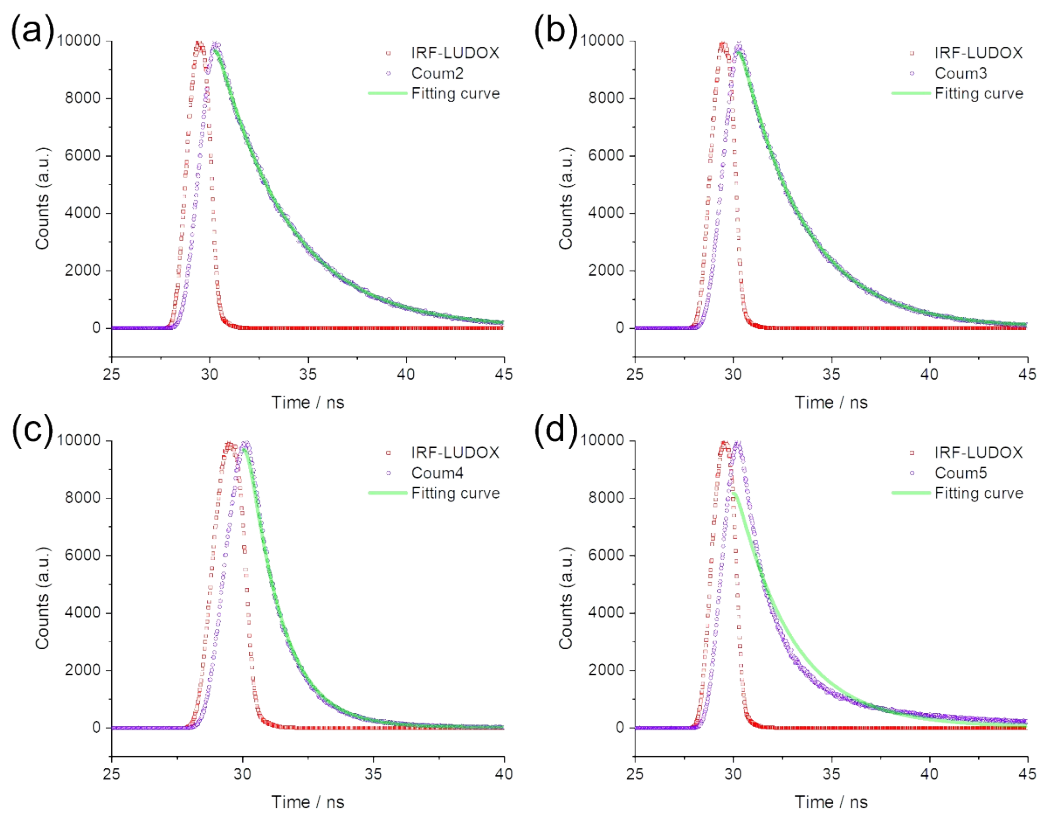 (a)
10000
8000
6000
4000
2000
0
Counts (a.u.)
IRF-LUDOX
Coum2
Fitting curve
25 30 35 40 45
Time / ns
(b)
10000
8000
6000
4000
2000
0
Counts (a.u.)
IRF-LUDOX
Coum3
Fitting curve
25 30 35 40 45
Time / ns
(c)
10000
8000
6000
4000
2000
0
Counts (a.u.)
IRF-LUDOX
Coum4
Fitting curve
25 30 35 40
Time / ns
(d)
10000
8000
6000
4000
2000
0
Counts (a.u.)
IRF-LUDOX
Coum5
Fitting curve
25 30 35 40 45
Time / ns